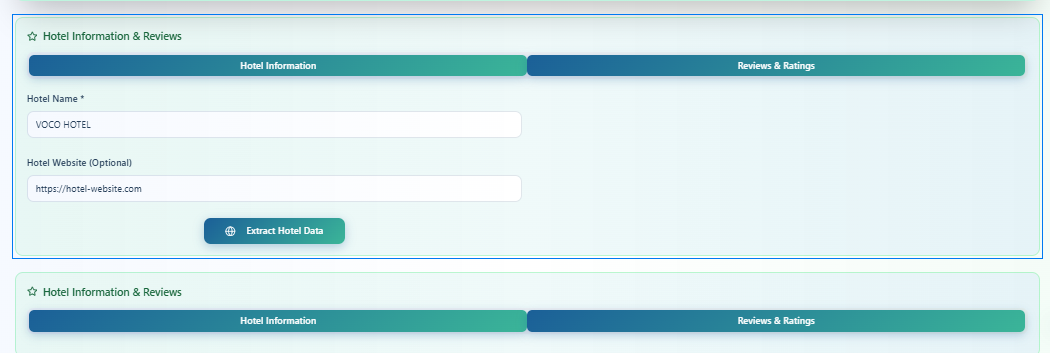 Hotel Information & Reviews
Hotel Information Reviews & Ratings
Hotel Name *
VOCO HOTEL
Hotel Website (Optional)
https://hotel-website.com
Extract Hotel Data
Hotel Information & Reviews
Hotel Information Reviews & Ratings